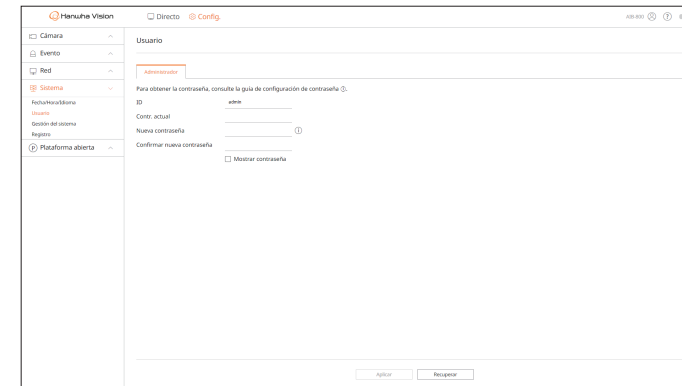 Hanwha Vision
Directo
Config.
Cámara
Evento
Red
Sistema
Fecha/Hora/Idioma
Usuario
Gestión del sistema
Registro
Plataforma abierta
Usuario
Administrador
Para obtener la contraseña, consulte la guía de configuración de contraseña
ID admin
Contr. actual
Nueva contraseña
Confirmar nueva contraseña
Mostrar contraseña
Aplicar
Recuperar